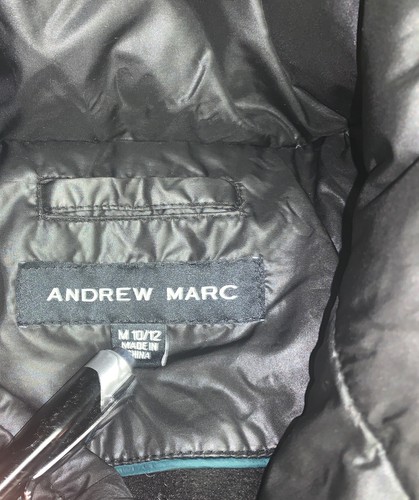 ANDREW MARC
M 10/12
MADE IN
CHINA